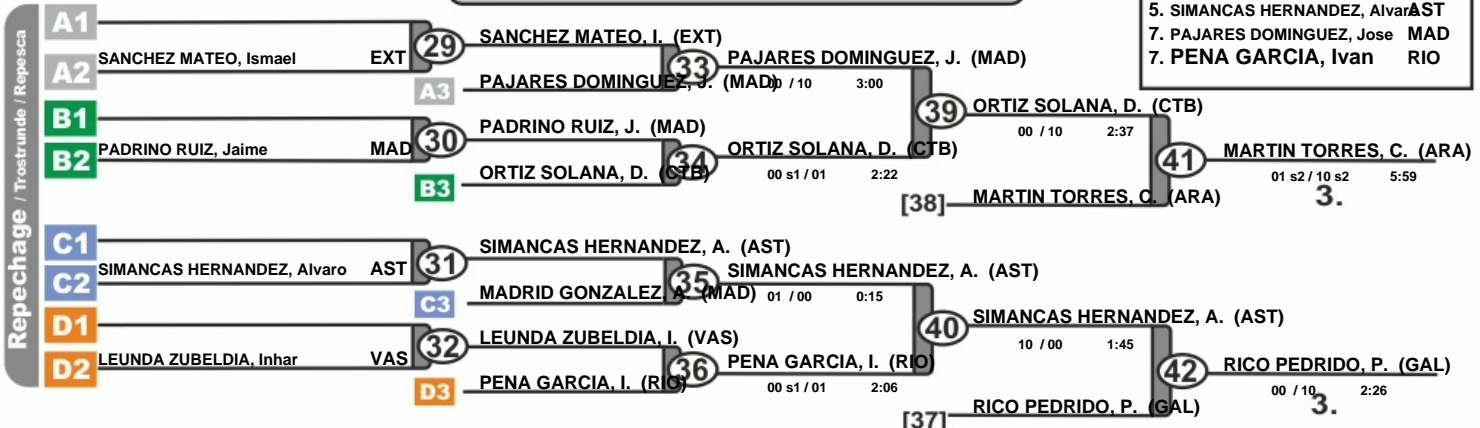 Repechage / Trostrunde / Repesca
5. SIMANCAS HERNANDEZ, Alvaro AST
7. PAJARES DOMINGUEZ, Jose MAD
7. PENA GARCIA, Ivan RIO
A1
A2 SANCHEZ MATEO, Ismael EXT
29 SANCHEZ MATEO, I. (EXT)
A3 PAJARES DOMINGUEZ, J. (MAD)
33 PAJARES DOMINGUEZ, J. (MAD)
00 / 10 3:00
B1
B2 PADRINO RUIZ, Jaime MAD
30 PADRINO RUIZ, J. (MAD)
B3 ORTIZ SOLANA, D. (CTB)
34 ORTIZ SOLANA, D. (CTB)
00 s1 / 01 2:22
39 ORTIZ SOLANA, D. (CTB)
00 / 10 2:37
[38] MARTIN TORRES, C. (ARA)
41 MARTIN TORRES, C. (ARA)
01 s2 / 10 s2 5:59
3.
C1
C2 SIMANCAS HERNANDEZ, Alvaro AST
31 SIMANCAS HERNANDEZ, A. (AST)
C3 MADRID GONZALEZ, A. (MAD)
35 SIMANCAS HERNANDEZ, A. (AST)
01 / 00 0:15
D1
D2 LEUNDA ZUBELDIA, Inhar VAS
32 LEUNDA ZUBELDIA, I. (VAS)
D3 PENA GARCIA, I. (RIO)
36 PENA GARCIA, I. (RIO)
00 s1 / 01 2:06
40 SIMANCAS HERNANDEZ, A. (AST)
10 / 00 1:45
[37] RICO PEDRIDO, P. (GAL)
42 RICO PEDRIDO, P. (GAL)
00 / 10 2:26
3.